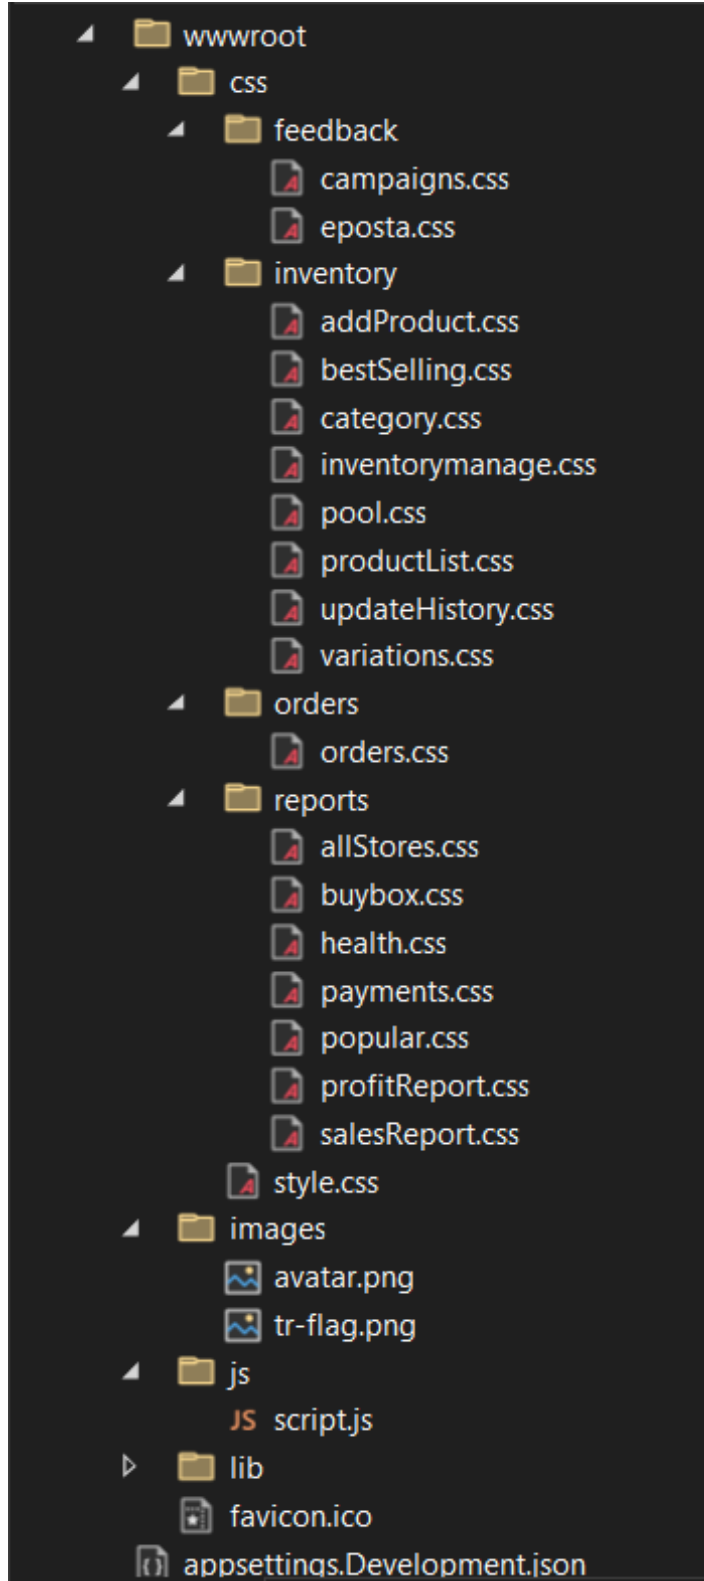 wwwroot
css
feedback
campaigns.css
eposta.css
inventory
addProduct.css
bestSelling.css
category.css
inventorymanage.css
pool.css
productList.css
updateHistory.css
variations.css
orders
orders.css
reports
allStores.css
buybox.css
health.css
payments.css
popular.css
profitReport.css
salesReport.css
style.css
images
avatar.png
tr-flag.png
js
JS script.js
lib
favicon.ico
appsettings.Development.json